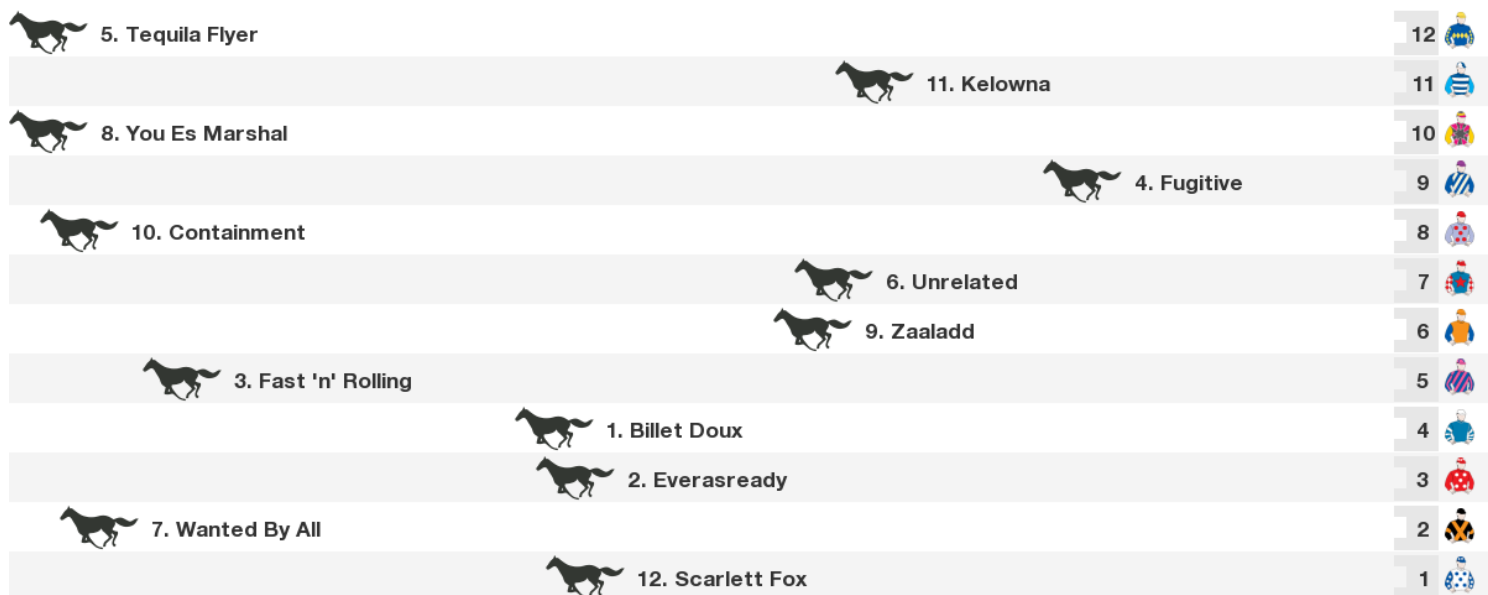 5. Tequila Flyer 12
11. Kelowna 11
8. You Es Marshal 10
4. Fugitive 9
10. Containment 8
6. Unrelated 7
9. Zaaladd 6
3. Fast 'n' Rolling 5
1. Billet Doux 4
2. Everasready 3
7. Wanted By All 2
12. Scarlett Fox 1